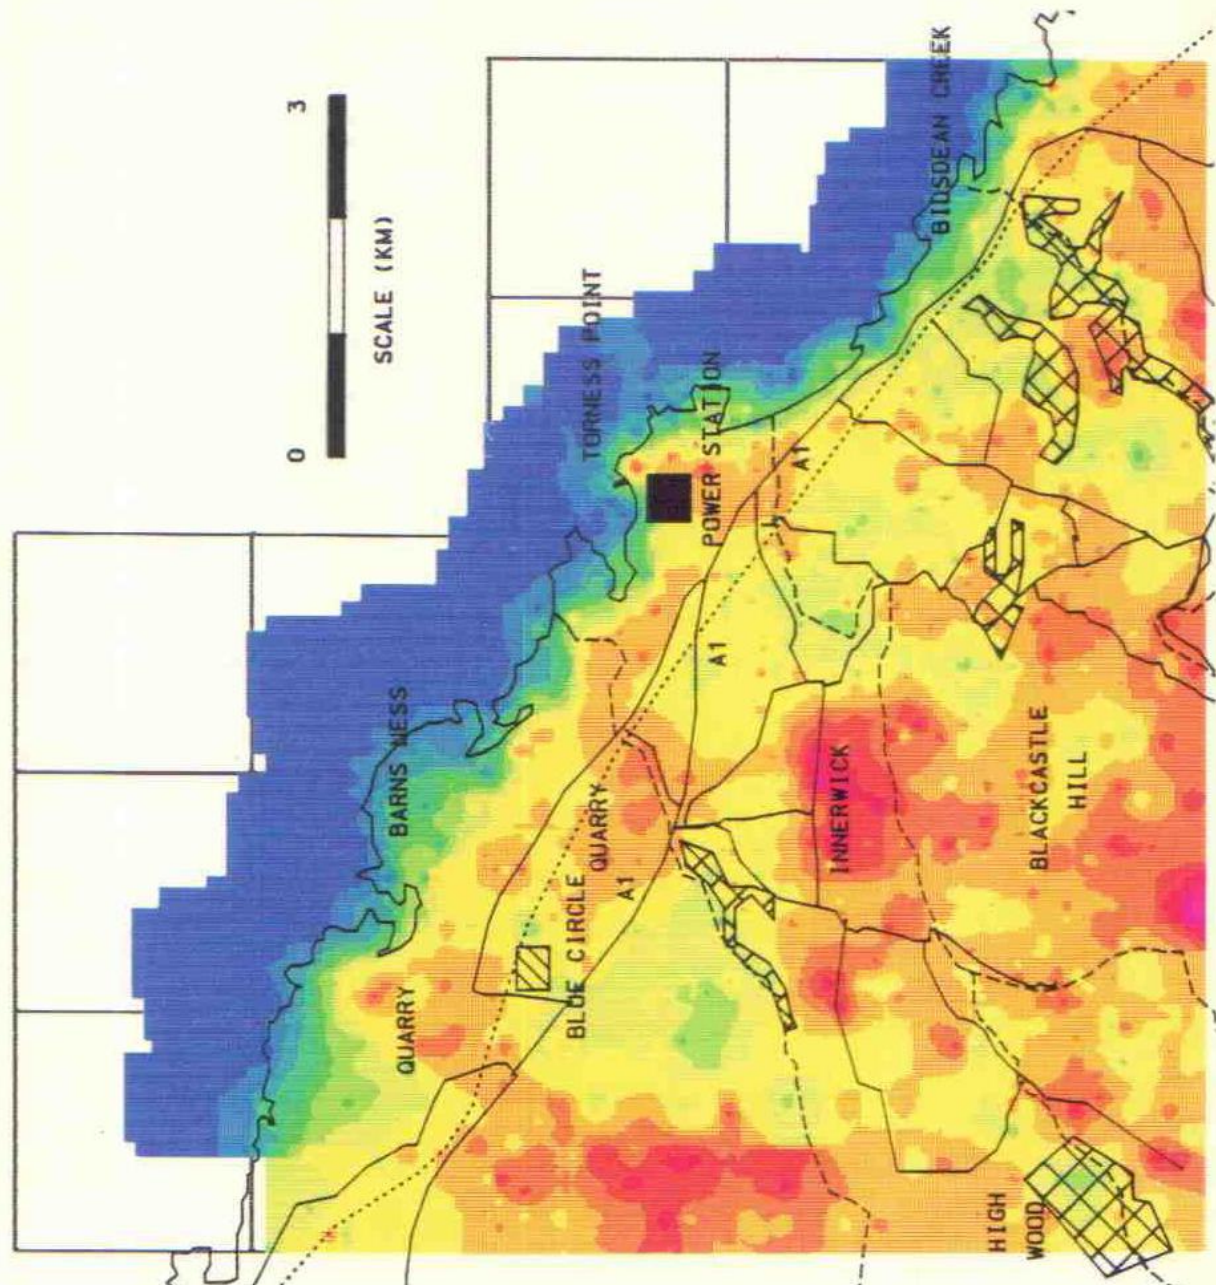 0 3
SCALE (KM)
BARNS NESS
QUARRY
TORNESS POINT
BLUE CIRCLE
QUARRY
A1
POWER STATION
A1
A1
INNERWICK
CREEK
HIGH
WOOD
BLACKCASTLE
HILL